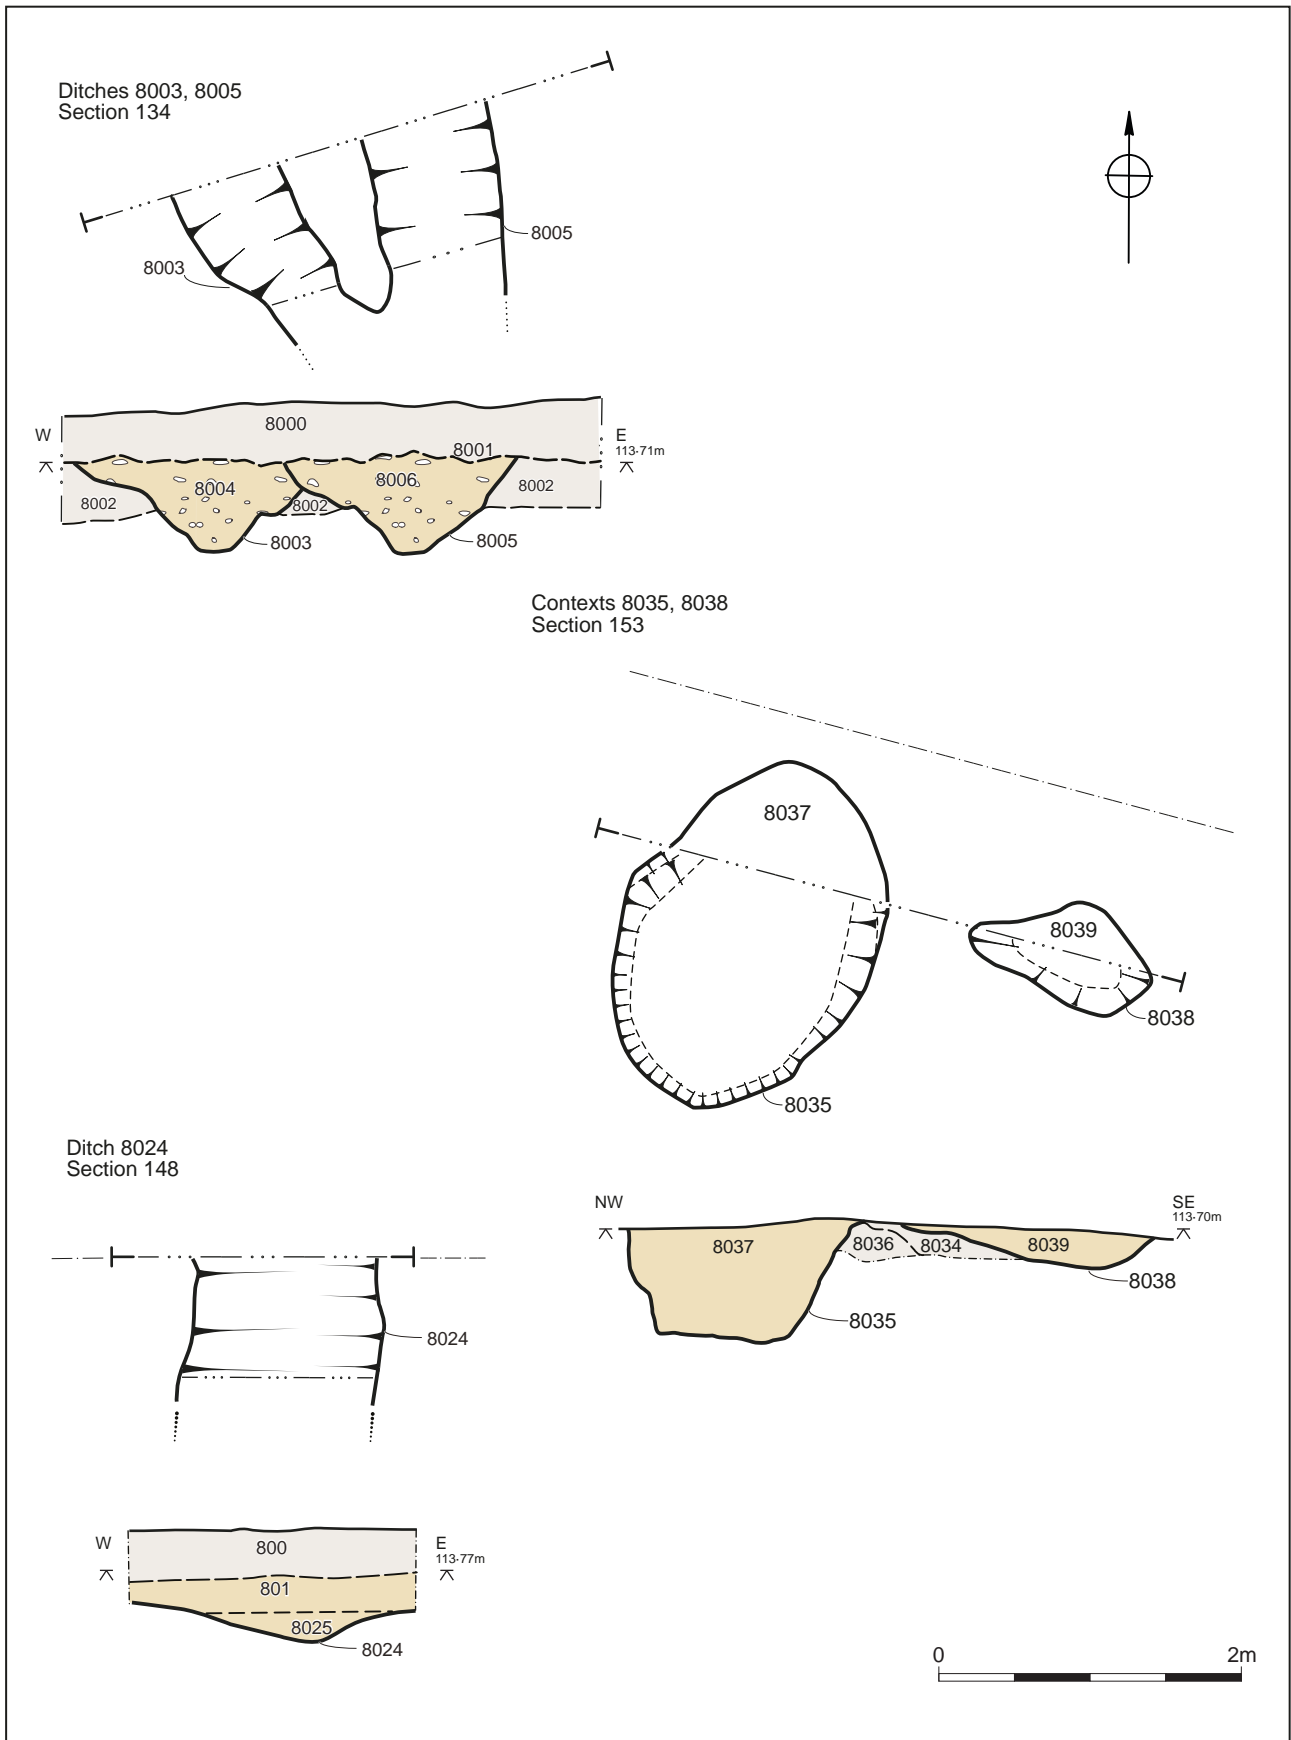 Ditches 8003, 8005
Section 134
8003
8005
8000
W
E
113·71m
8001
8004
8006
8002
8002
8002
8003
8005
Contexts 8035, 8038
Section 153
8037
8039
8038
8035
Ditch 8024
Section 148
NW
SE
113·70m
8037
8036
8034
8039
8038
8035
8024
W
800
E
113·77m
801
8025
8024
0
2m